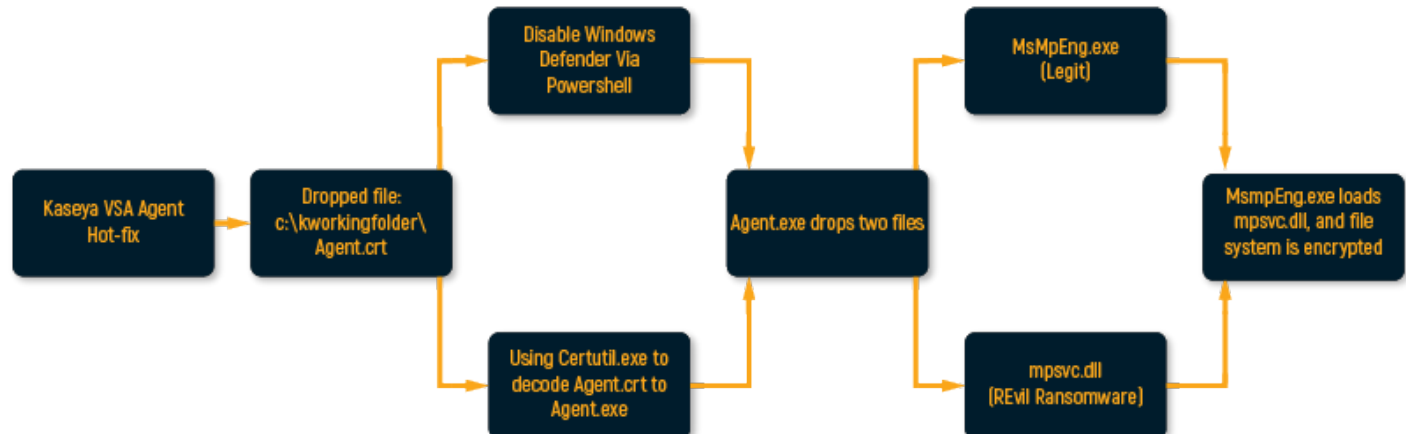 Kaseya VSA Agent
Hot-fix
Dropped file:
c:\kworkingfolder\
Agent.crt
Disable Windows
Defender Via
Powershell
Using Certutil.exe to
decode Agent.crt to
Agent.exe
Agent.exe drops two files
MsMpEng.exe
(Legit)
mpsvc.dll
(REvil Ransomware)
MsmpEng.exe loads
mpsvc.dll, and file
system is encrypted